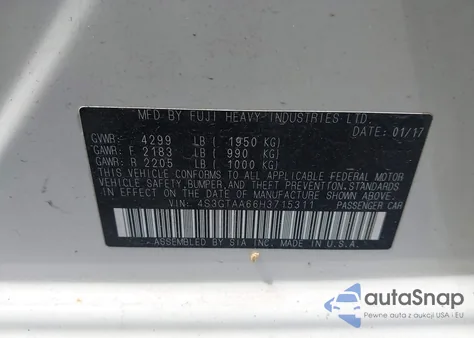 MFD BY FUJI HEAVY INDUSTRIES LTD.
DATE: 01/17
GVWR: 4299 LB ( 1950 KG)
GAWR: F 2183 LB ( 990 KG)
GAWR: R 2205 LB ( 1000 KG)
THIS VEHICLE CONFORMS TO ALL APPLICABLE FEDERAL MOTOR
VEHICLE SAFETY, BUMPER AND THEFT PREVENTION STANDARDS
IN EFFECT ON THE DATE OF MANUFACTURE SHOWN ABOVE.
VIN: 4S3GTAA66H3715311 PASSENGER CAR
ASSEMBLED BY SIA INC. IN U.S.A.
autoSnap
Pewne auta z aukcji USA i EU